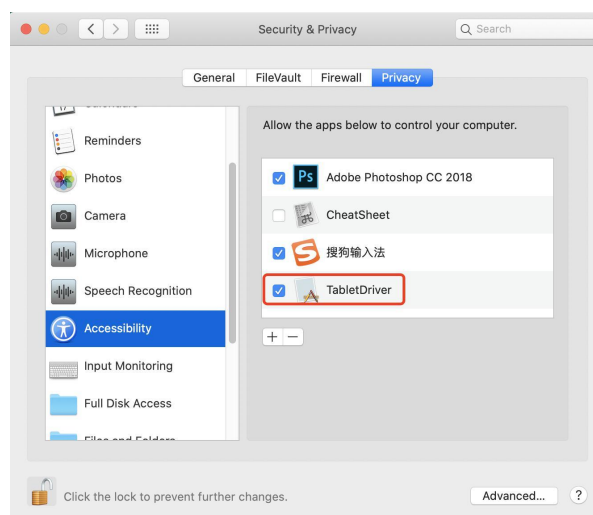 Security & Privacy
Search
General FileVault Firewall Privacy
Reminders
Photos
Camera
Microphone
Speech Recognition
Accessibility
Input Monitoring
Full Disk Access
Allow the apps below to control your computer.
Ps Adobe Photoshop CC 2018
CheatSheet
搜狗输入法
TabletDriver
+ −
Click the lock to prevent further changes.
Advanced... ?